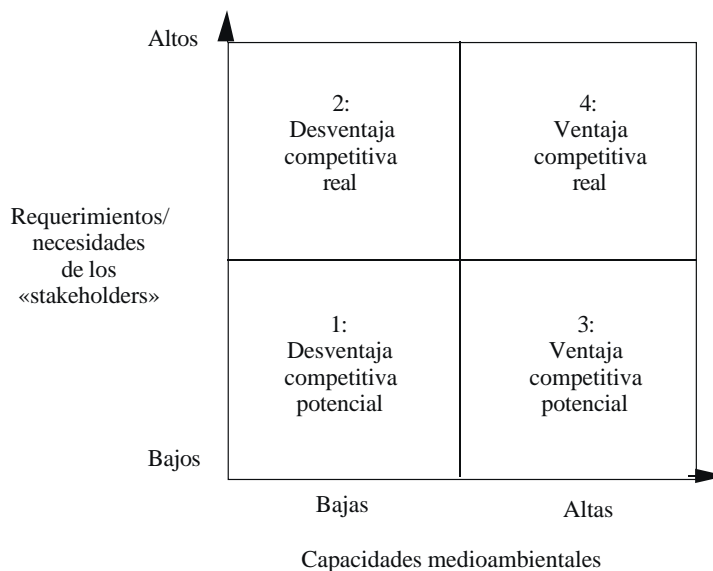 Altos
2:
Desventaja
competitiva
real
4:
Ventaja
competitiva
real
Requerimientos/
necesidades
de los
«stakeholders»
1:
Desventaja
competitiva
potencial
3:
Ventaja
competitiva
potencial
Bajos
Bajas
Altas
Capacidades medioambientales